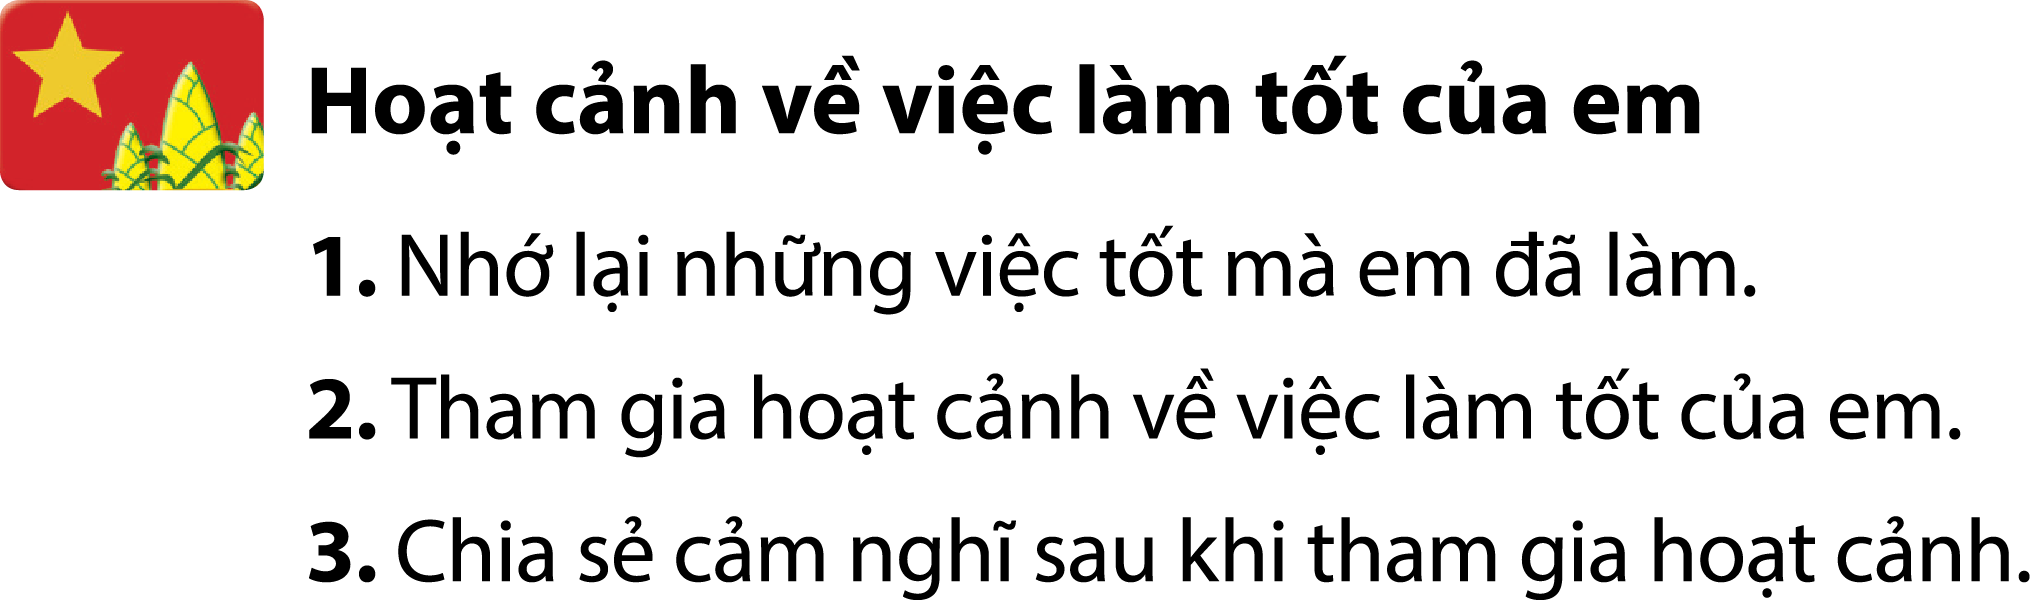 Hoạt cảnh về việc làm tốt của em
1. Nhớ lại những việc tốt mà em đã làm.
2. Tham gia hoạt cảnh về việc làm tốt của em.
3. Chia sẻ cảm nghĩ sau khi tham gia hoạt cảnh.